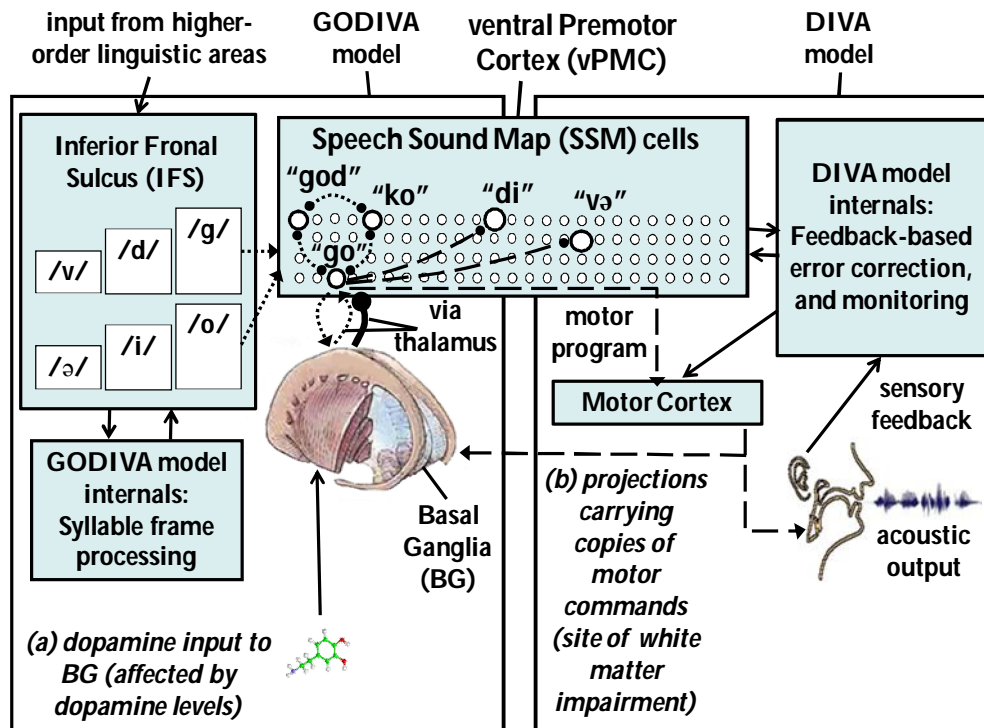 input from higher-
order linguistic areas
GODIVA
model
ventral Premotor
Cortex (vPMC)
DIVA
model
Inferior Fronal
Sulcus (IFS)
/v/
/d/
/g/
/ə/
/i/
/o/
Speech Sound Map (SSM) cells
“god”
“ko”
“di”
“və”
“go”
DIVA model
internals:
Feedback-based
error correction,
and monitoring
via
thalamus
motor
program
Motor Cortex
sensory
feedback
GODIVA model
internals:
Syllable frame
processing
Basal
Ganglia
(BG)
(b) projections
carrying
copies of
motor
commands
(site of white
matter
impairment)
acoustic
output
(a) dopamine input to
BG (affected by
dopamine levels)